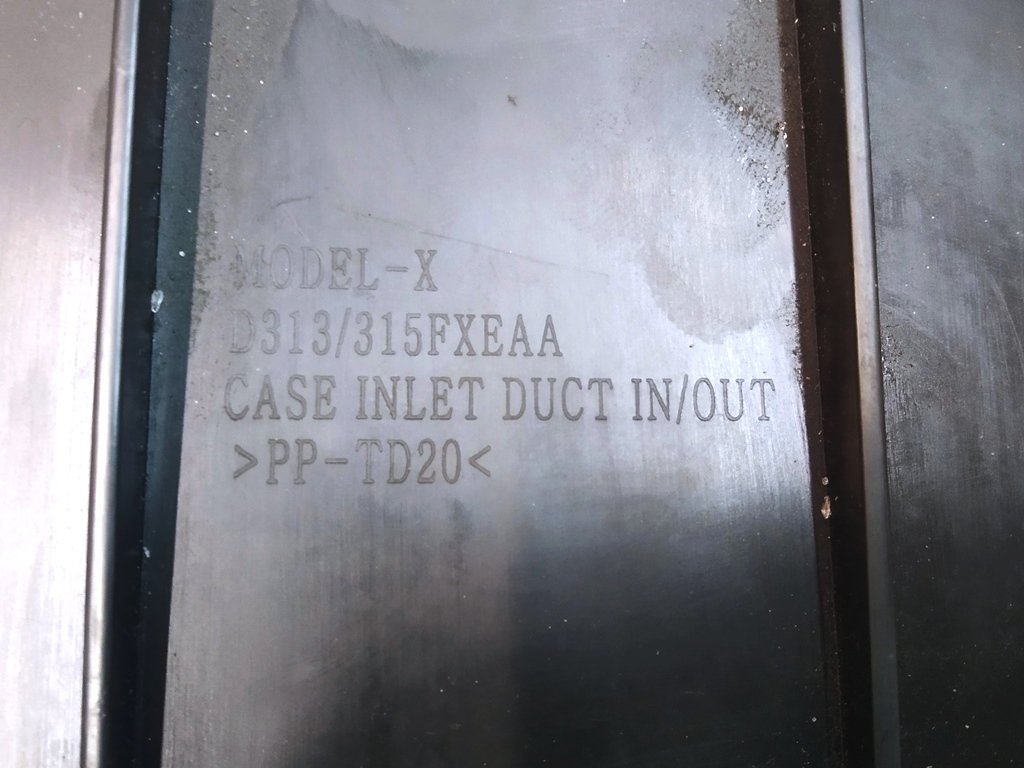 MODEL-X
D313/315FXEAA
CASE INLET DUCT IN/OUT
>PP-TD20<